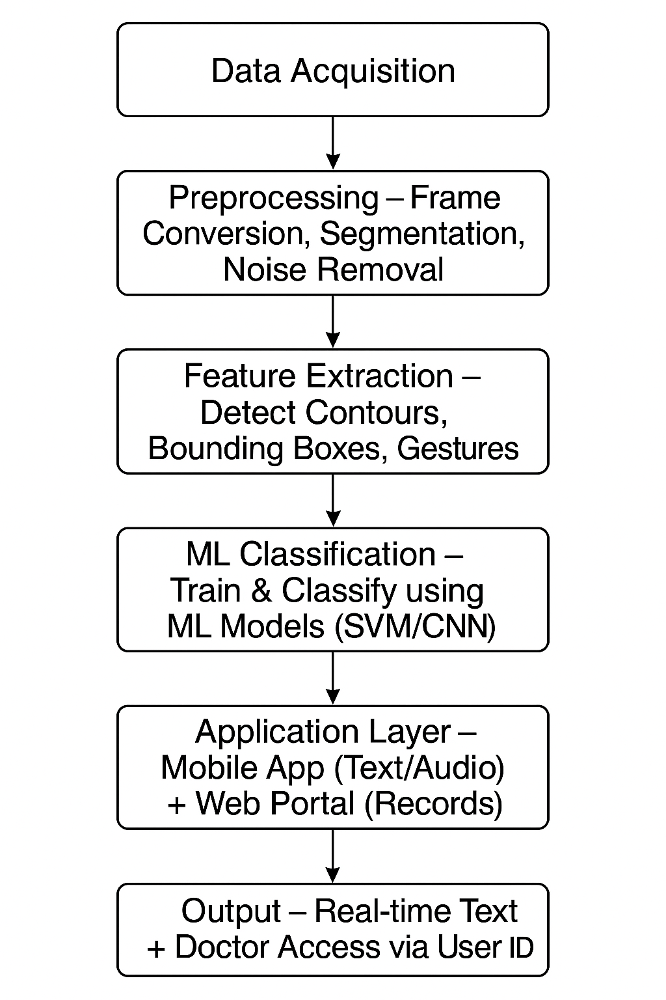 Data Acquisition
Preprocessing – Frame
Conversion, Segmentation,
Noise Removal
Feature Extraction –
Detect Contours,
Bounding Boxes, Gestures
ML Classification –
Train & Classify using
ML Models (SVM/CNN)
Application Layer –
Mobile App (Text/Audio)
+ Web Portal (Records)
Output – Real-time Text
+ Doctor Access via User ID